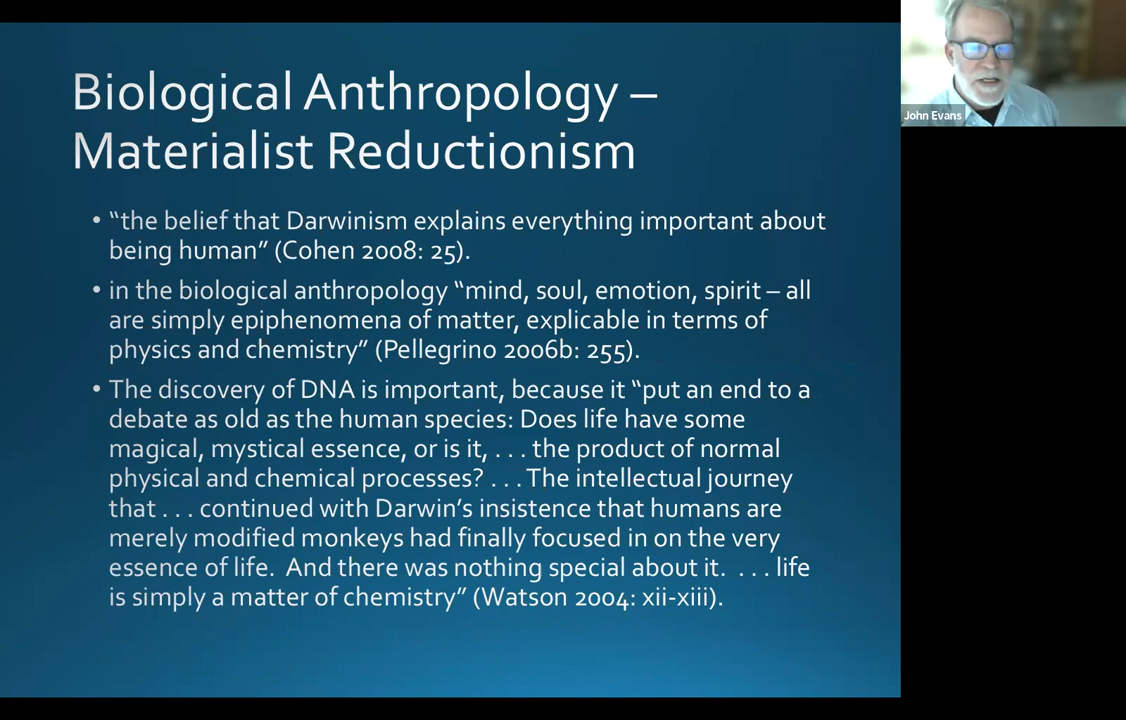 Biological Anthropology –
Materialist Reductionism
• “the belief that Darwinism explains everything important about
being human” (Cohen 2008: 25).
• in the biological anthropology “mind, soul, emotion, spirit – all
are simply epiphenomena of matter, explicable in terms of
physics and chemistry” (Pellegrino 2006b: 255).
• The discovery of DNA is important, because it “put an end to a
debate as old as the human species: Does life have some
magical, mystical essence, or is it, . . . the product of normal
physical and chemical processes? . . . The intellectual journey
that . . . continued with Darwin’s insistence that humans are
merely modified monkeys had finally focused in on the very
essence of life.  And there was nothing special about it.  . . . life
is simply a matter of chemistry” (Watson 2004: xii-xiii).
John Evans